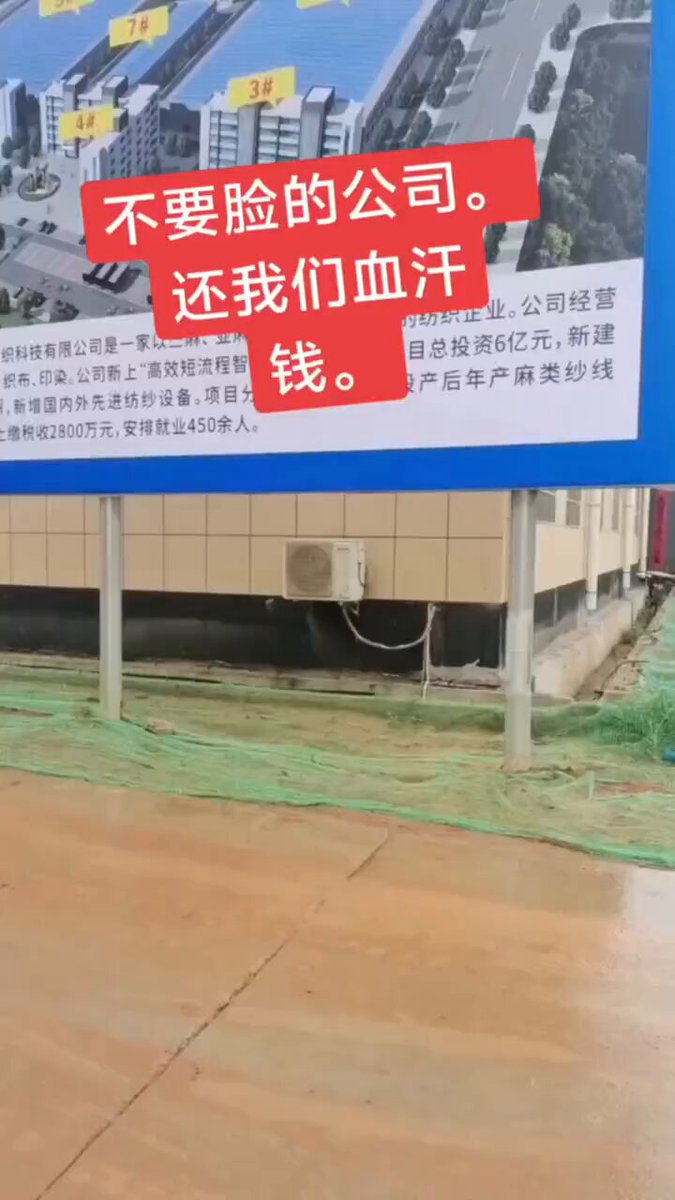 7#
3#
4#
不要脸的公司。
还我们血汗
钱。
织科技有限公司是一家以
的纺织企业。公司经营
织布、印染。公司新上“高效短流程智
目总投资6亿元，新建
，新增国内外先进纺纱设备。项目分
投产后年产麻类纱线
上缴税收2800万元，安排就业450余人。